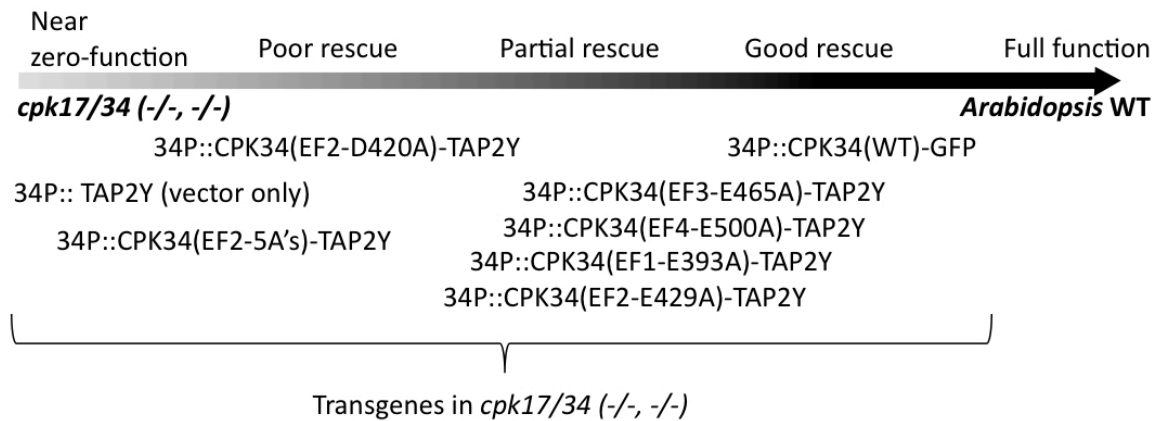 Near
zero-function
Poor rescue
Partial rescue
Good rescue
Full function
cpk17/34 (-/-, -/-)
Arabidopsis WT
34P::CPK34(EF2-D420A)-TAP2Y
34P::CPK34(WT)-GFP
34P:: TAP2Y (vector only)
34P::CPK34(EF3-E465A)-TAP2Y
34P::CPK34(EF4-E500A)-TAP2Y
34P::CPK34(EF2-5A’s)-TAP2Y
34P::CPK34(EF1-E393A)-TAP2Y
34P::CPK34(EF2-E429A)-TAP2Y
Transgenes in cpk17/34 (-/-, -/-)